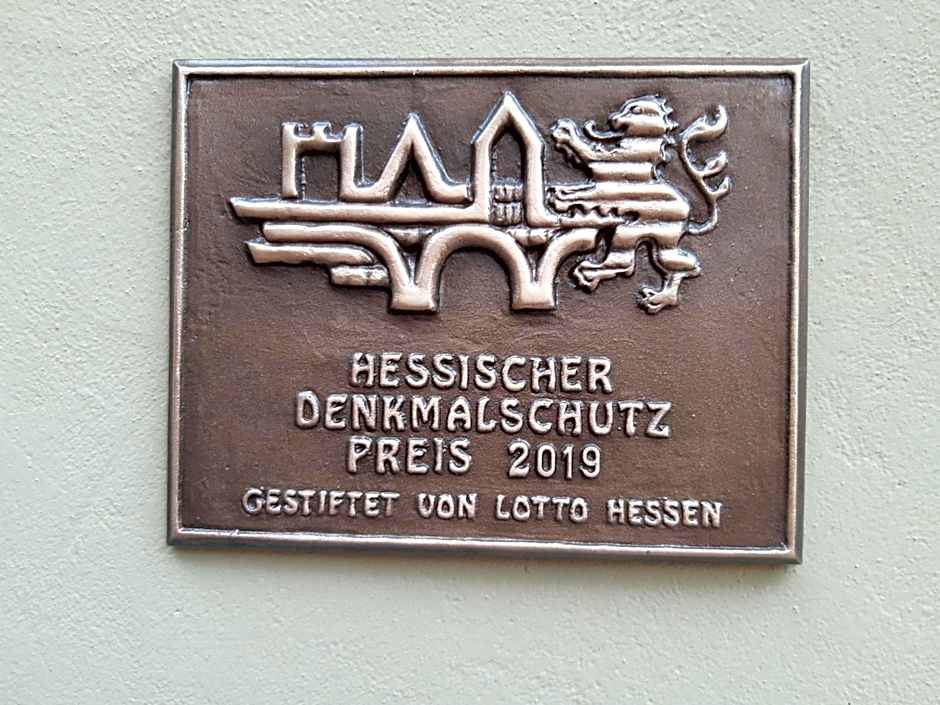 HESSISCHER
DENKMALSCHUTZ
PREIS 2019
GESTIFTET VON LOTTO HESSEN